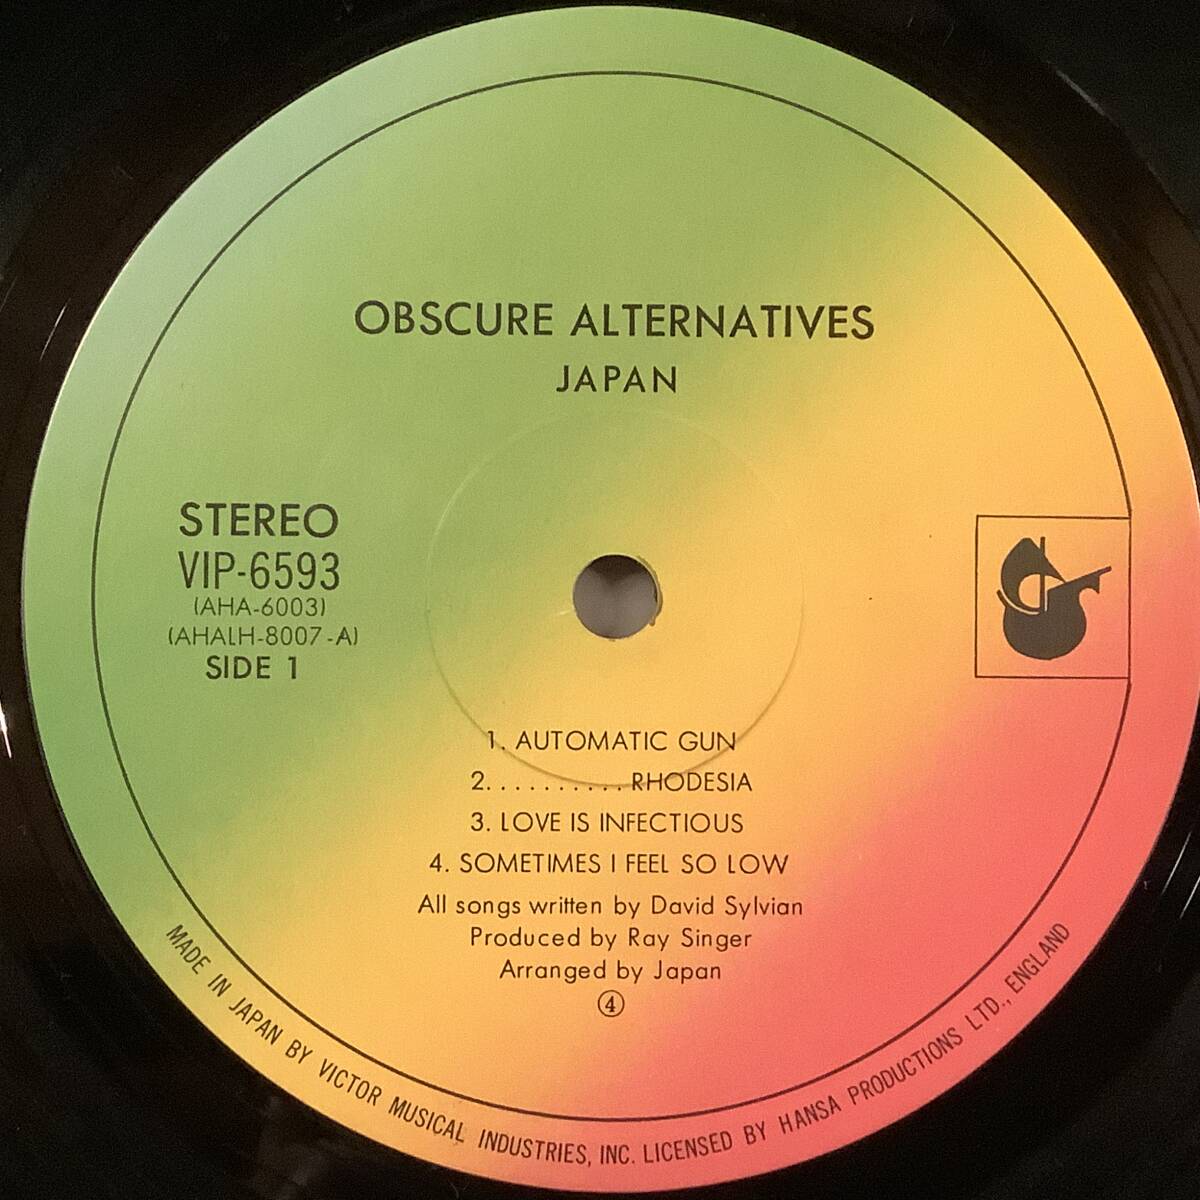 OBSCURE ALTERNATIVES
JAPAN
STEREO
VIP-6593
(AHA-6003)
(AHALH-8007-A)
SIDE 1
1. AUTOMATIC GUN
2. . . . . . . . . . . RHODESIA
3. LOVE IS INFECTIOUS
4. SOMETIMES I FEEL SO LOW
All songs written by David Sylvian
Produced by Ray Singer
Arranged by Japan
④
MADE IN JAPAN BY VICTOR MUSICAL INDUSTRIES, INC. LICENSED BY HANSA PRODUCTIONS LTD., ENGLAND